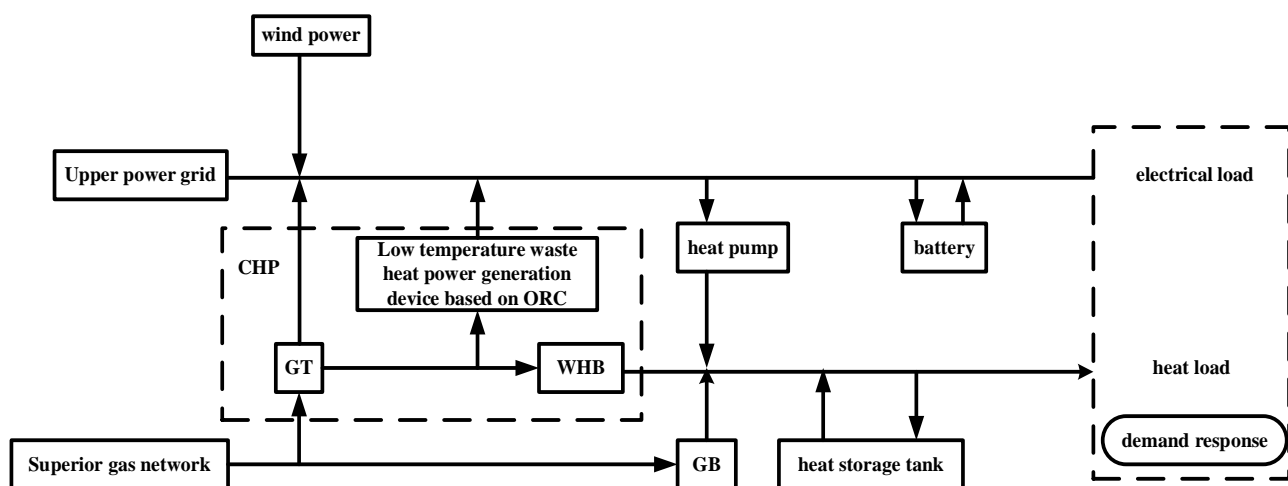 wind power
Upper power grid
electrical load
CHP
Low temperature waste
heat power generation
device based on ORC
heat pump
battery
GT
WHB
heat load
Superior gas network
GB
heat storage tank
demand response